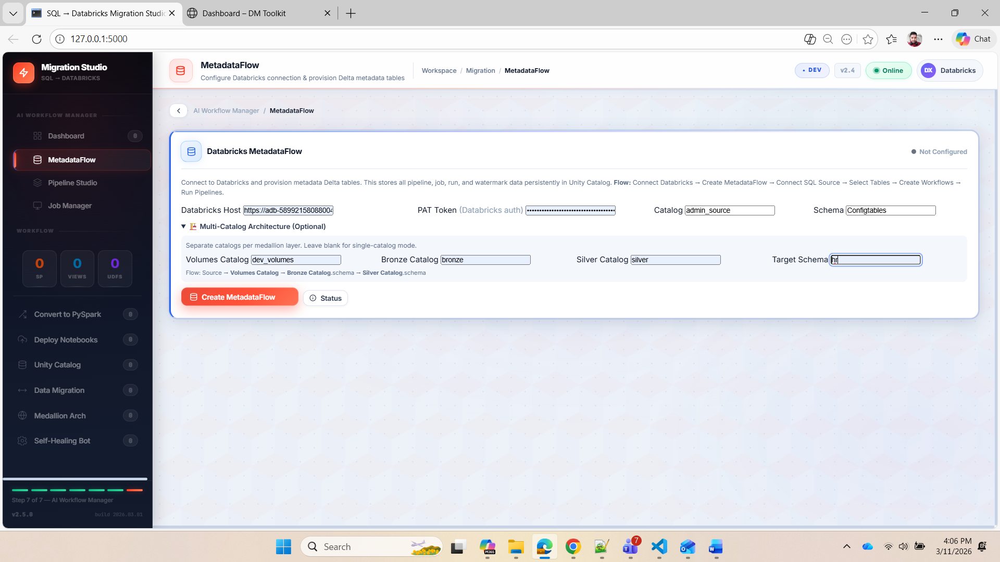 SQL → Databricks Migration Studio
Dashboard – DM Toolkit
127.0.0.1:5000
Chat
Migration Studio
SQL → DATABRICKS
MetadataFlow
Configure Databricks connection & provision Delta metadata tables
Workspace / Migration / MetadataFlow
• DEV
v2.4
Online
DX
Databricks
AI WORKFLOW MANAGER
Dashboard 0
MetadataFlow
Pipeline Studio
Job Manager
WORKFLOW
0 0 0
SP VIEWS UDFS
Convert to PySpark 0
Deploy Notebooks 0
Unity Catalog 0
Data Migration 0
Medallion Arch 0
Self-Healing Bot 0
Step 7 of 7 — AI Workflow Manager
v2.5.0 build 2026.03.01
AI Workflow Manager / MetadataFlow
Databricks MetadataFlow
Not Configured
Connect to Databricks and provision metadata Delta tables. This stores all pipeline, job, run, and watermark data persistently in Unity Catalog. Flow: Connect Databricks → Create MetadataFlow → Connect SQL Source → Select Tables → Create Workflows →
Run Pipelines.
Databricks Host https://adb-58992158088004 PAT Token (Databricks auth) Catalog admin_source Schema Configtables
▼ Multi-Catalog Architecture (Optional)
Separate catalogs per medallion layer. Leave blank for single-catalog mode.
Volumes Catalog dev_volumes Bronze Catalog bronze Silver Catalog silver Target Schema hr
Flow: Source → Volumes Catalog → Bronze Catalog.schema → Silver Catalog.schema
Create MetadataFlow
Status
Search
M365
7
4:06 PM
3/11/2026